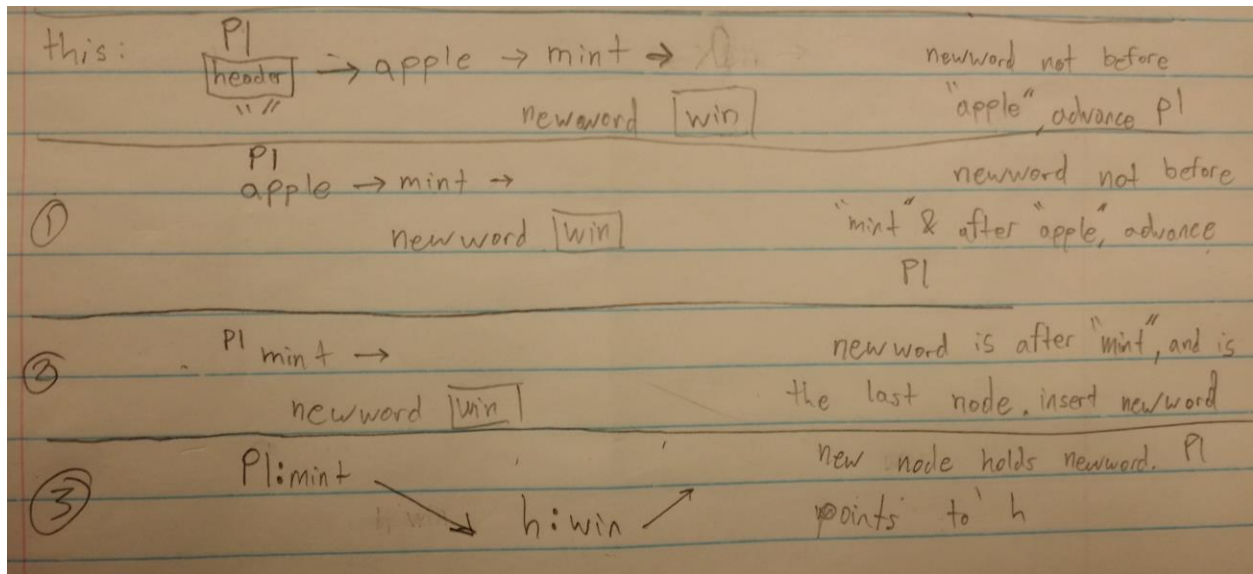 this: P1
header → apple → mint → newword not before
" " newword win "apple", advance P1
P1
apple → mint → newword not before
① newword win "mint" & after "apple", advance
P1
P1 mint → newword is after "mint", and is
② newword win the last node. insert newword
P1:mint new node holds newword. P1
③ h:win points to h